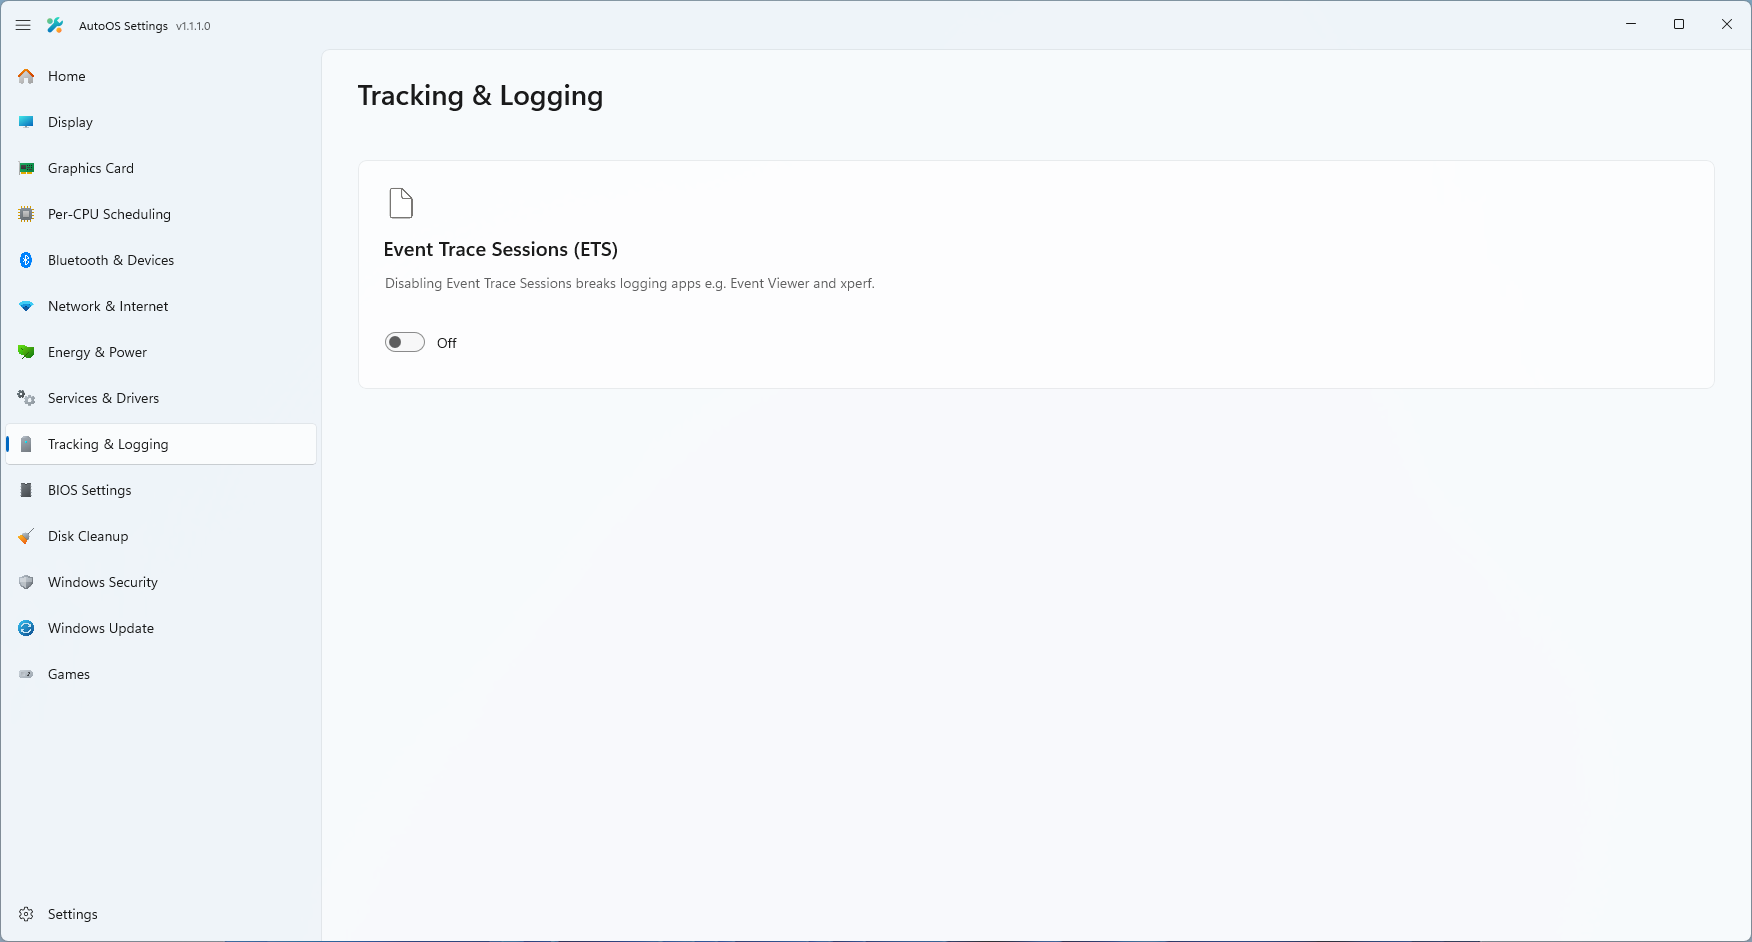 AutoOS Settings v1.1.1.0
Home
Display
Graphics Card
Per-CPU Scheduling
Bluetooth & Devices
Network & Internet
Energy & Power
Services & Drivers
Tracking & Logging
BIOS Settings
Disk Cleanup
Windows Security
Windows Update
Games
Settings
Tracking & Logging
Event Trace Sessions (ETS)
Disabling Event Trace Sessions breaks logging apps e.g. Event Viewer and xperf.
Off